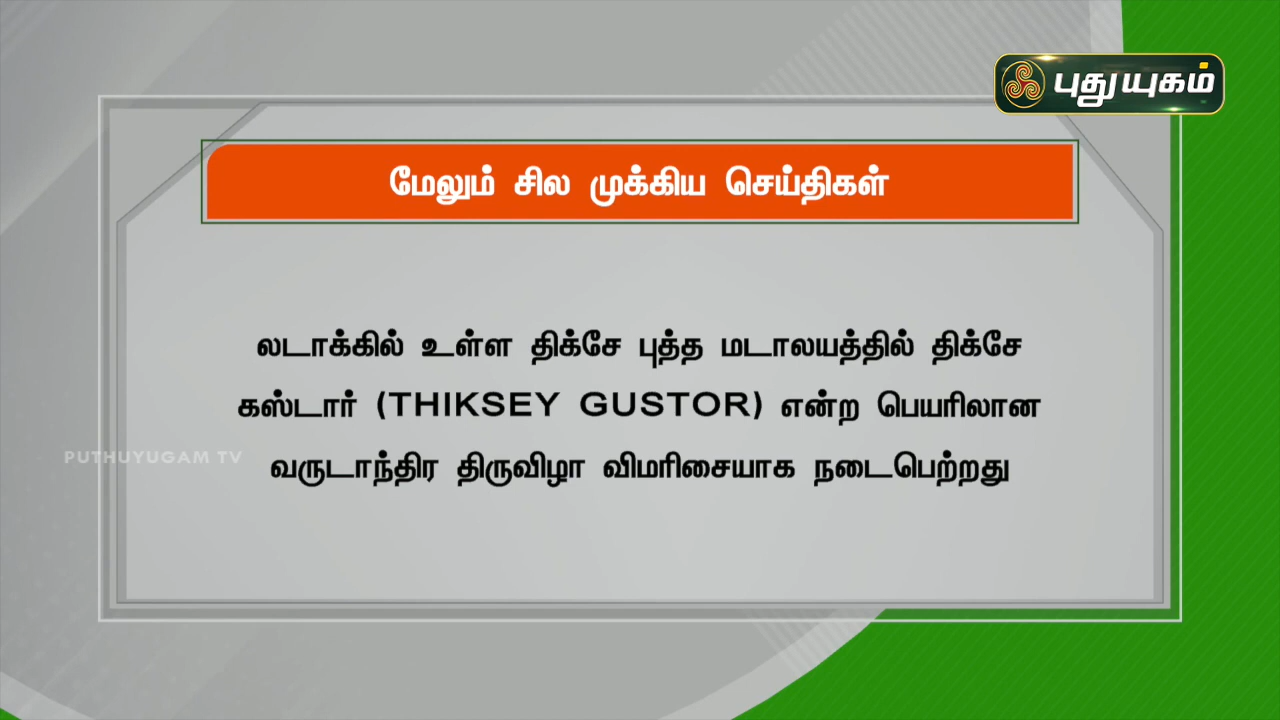 புதுயுகம்
மேலும் சில முக்கிய செய்திகள்
லடாக்கில் உள்ள திக்சே புத்த மடாலயத்தில் திக்சே
கஸ்டார் (THIKSEY GUSTOR) என்ற பெயரிலான
வருடாந்திர திருவிழா விமரிசையாக நடைபெற்றது
PUTHUYUGAM TV